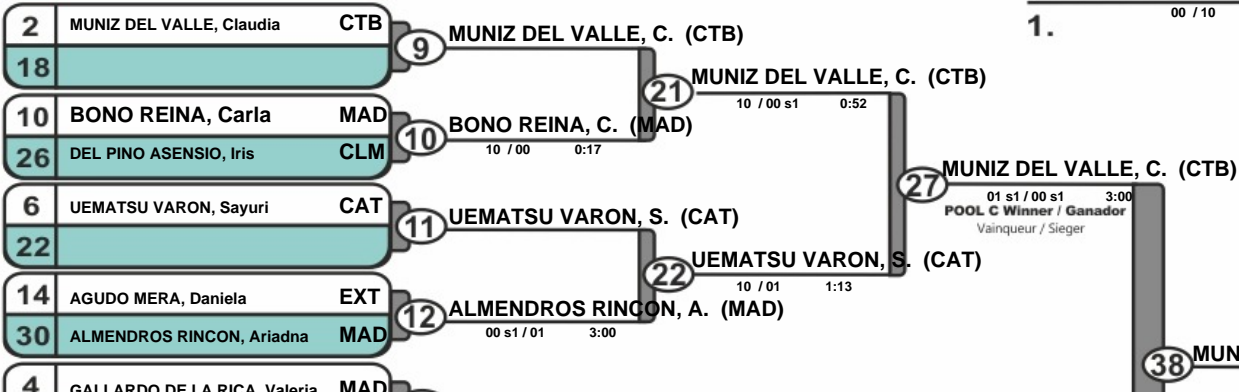 2 MUNIZ DEL VALLE, Claudia CTB
18
9
MUNIZ DEL VALLE, C. (CTB)
10 BONO REINA, Carla MAD
26 DEL PINO ASENSIO, Iris CLM
10
BONO REINA, C. (MAD)
10 / 00 0:17
21
MUNIZ DEL VALLE, C. (CTB)
10 / 00 s1 0:52
6 UEMATSU VARON, Sayuri CAT
22
11
UEMATSU VARON, S. (CAT)
14 AGUDO MERA, Daniela EXT
30 ALMENDROS RINCON, Ariadna MAD
12
ALMENDROS RINCON, A. (MAD)
00 s1 / 01 3:00
22
UEMATSU VARON, S. (CAT)
10 / 01 1:13
27
MUNIZ DEL VALLE, C. (CTB)
01 s1 / 00 s1 3:00
POOL C Winner / Ganador
Vainqueur / Sieger
00 / 10
1.
38
MUN
4 GALLARDO DE LA RICA, Valeria MAD